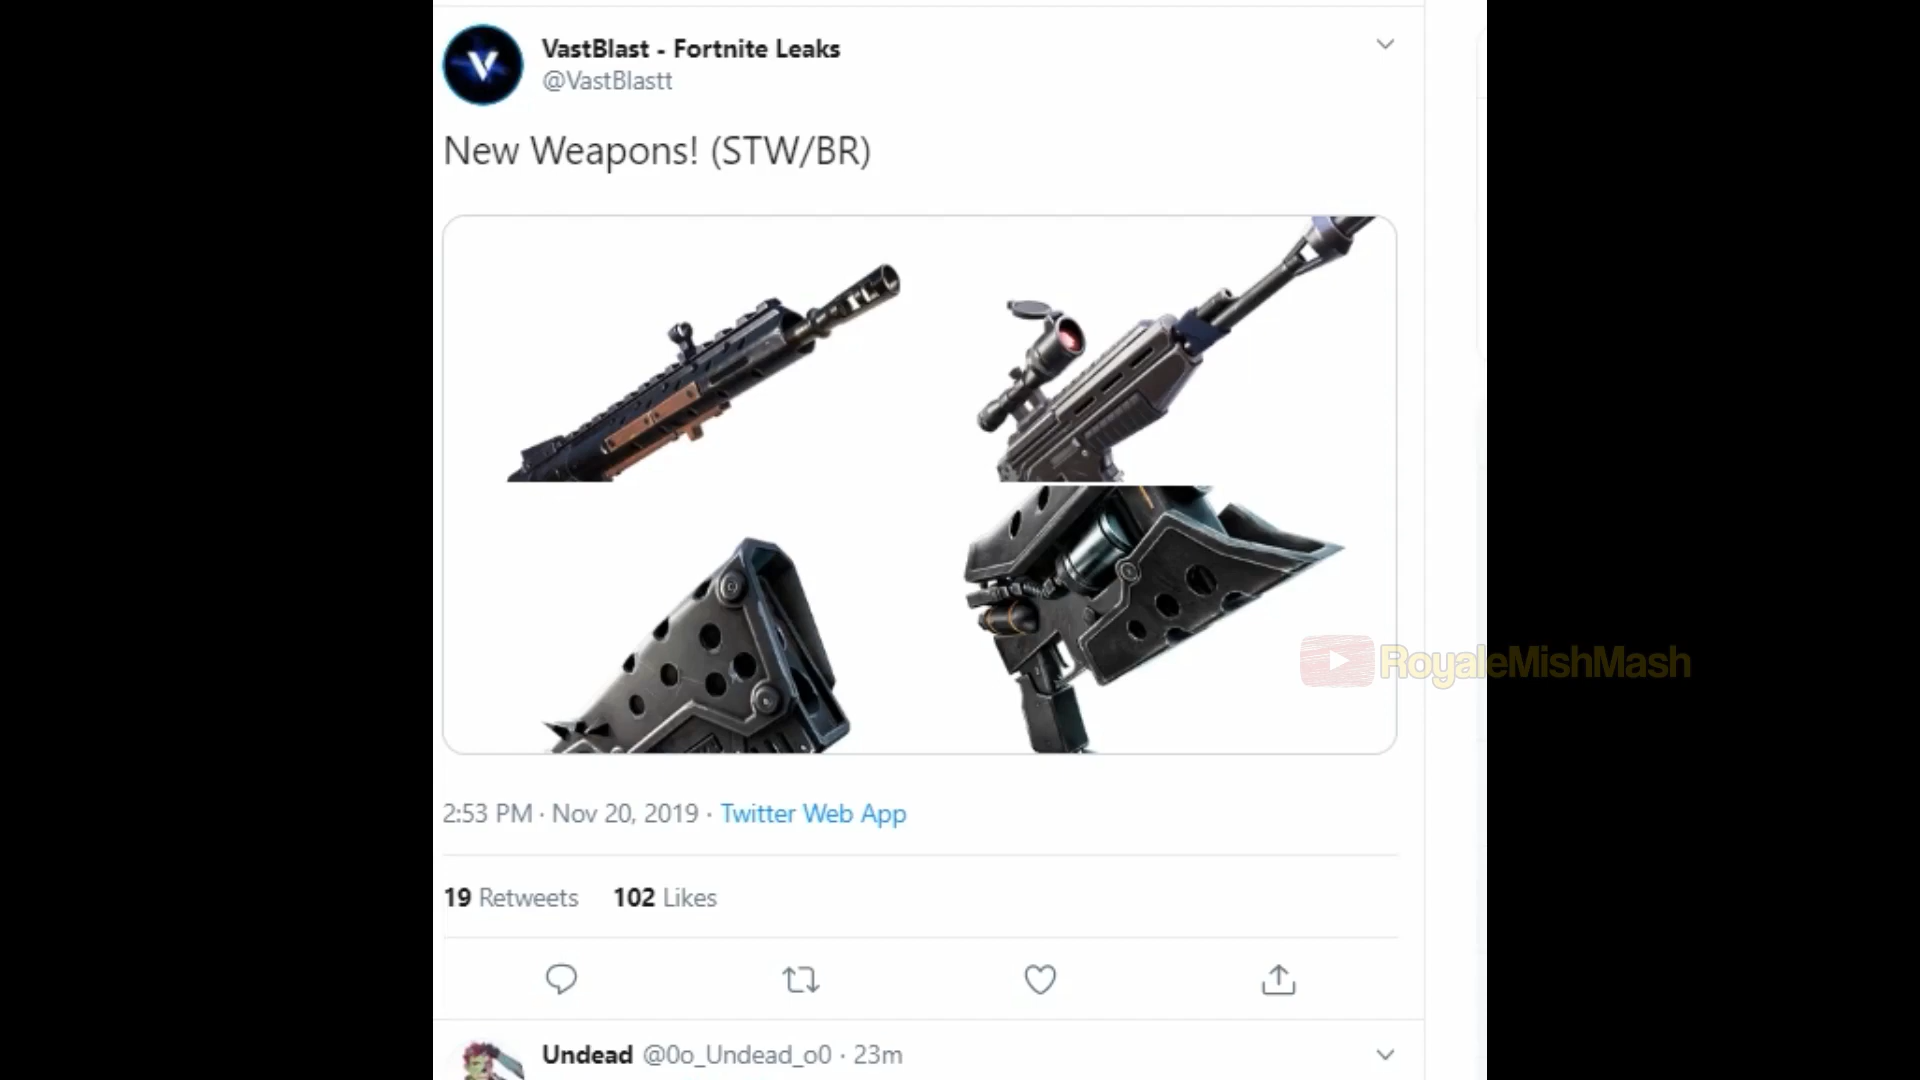 VastBlast - Fortnite Leaks
@VastBlastt
New Weapons! (STW/BR)
RoyaleMishMash
2:53 PM · Nov 20, 2019 · Twitter Web App
19 Retweets 102 Likes
Undead @0o_Undead_o0 · 23m